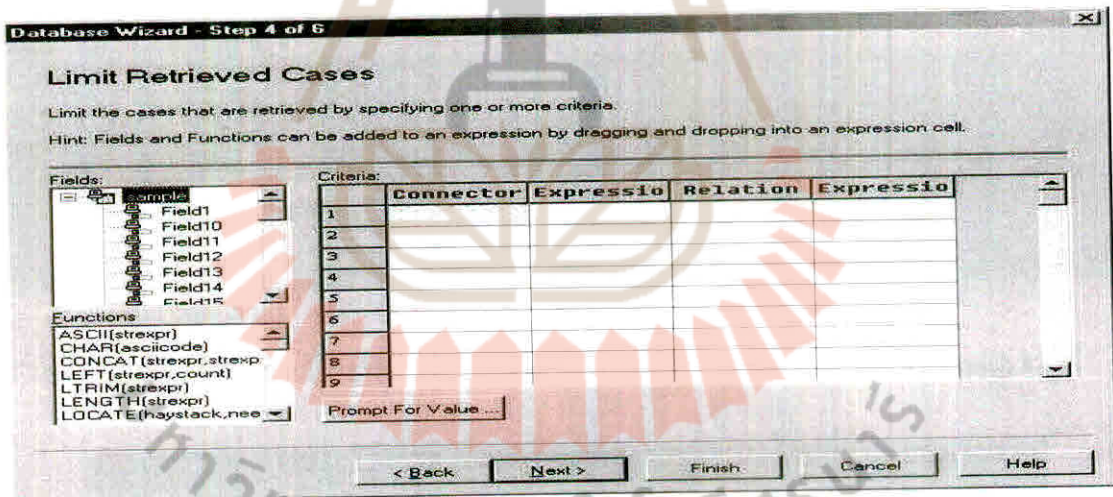 Database Wizard - Step 4 of 6
Limit Retrieved Cases
Limit the cases that are retrieved by specifying one or more criteria.
Hint: Fields and Functions can be added to an expression by dragging and dropping into an expression cell.
Fields:
sample
Field1
Field10
Field11
Field12
Field13
Field14
Field15
Functions
ASCII(strexpr)
CHAR(asciicode)
CONCAT(strexpr,strexp
LEFT(strexpr,count)
LTRIM(strexpr)
LENGTH(strexpr)
LOCATE(haystack,nee
Criteria:
Connector Expressio Relation Expressio
1
2
3
4
5
6
7
8
9
Prompt For Value ...
< Back Next > Finish Cancel Help